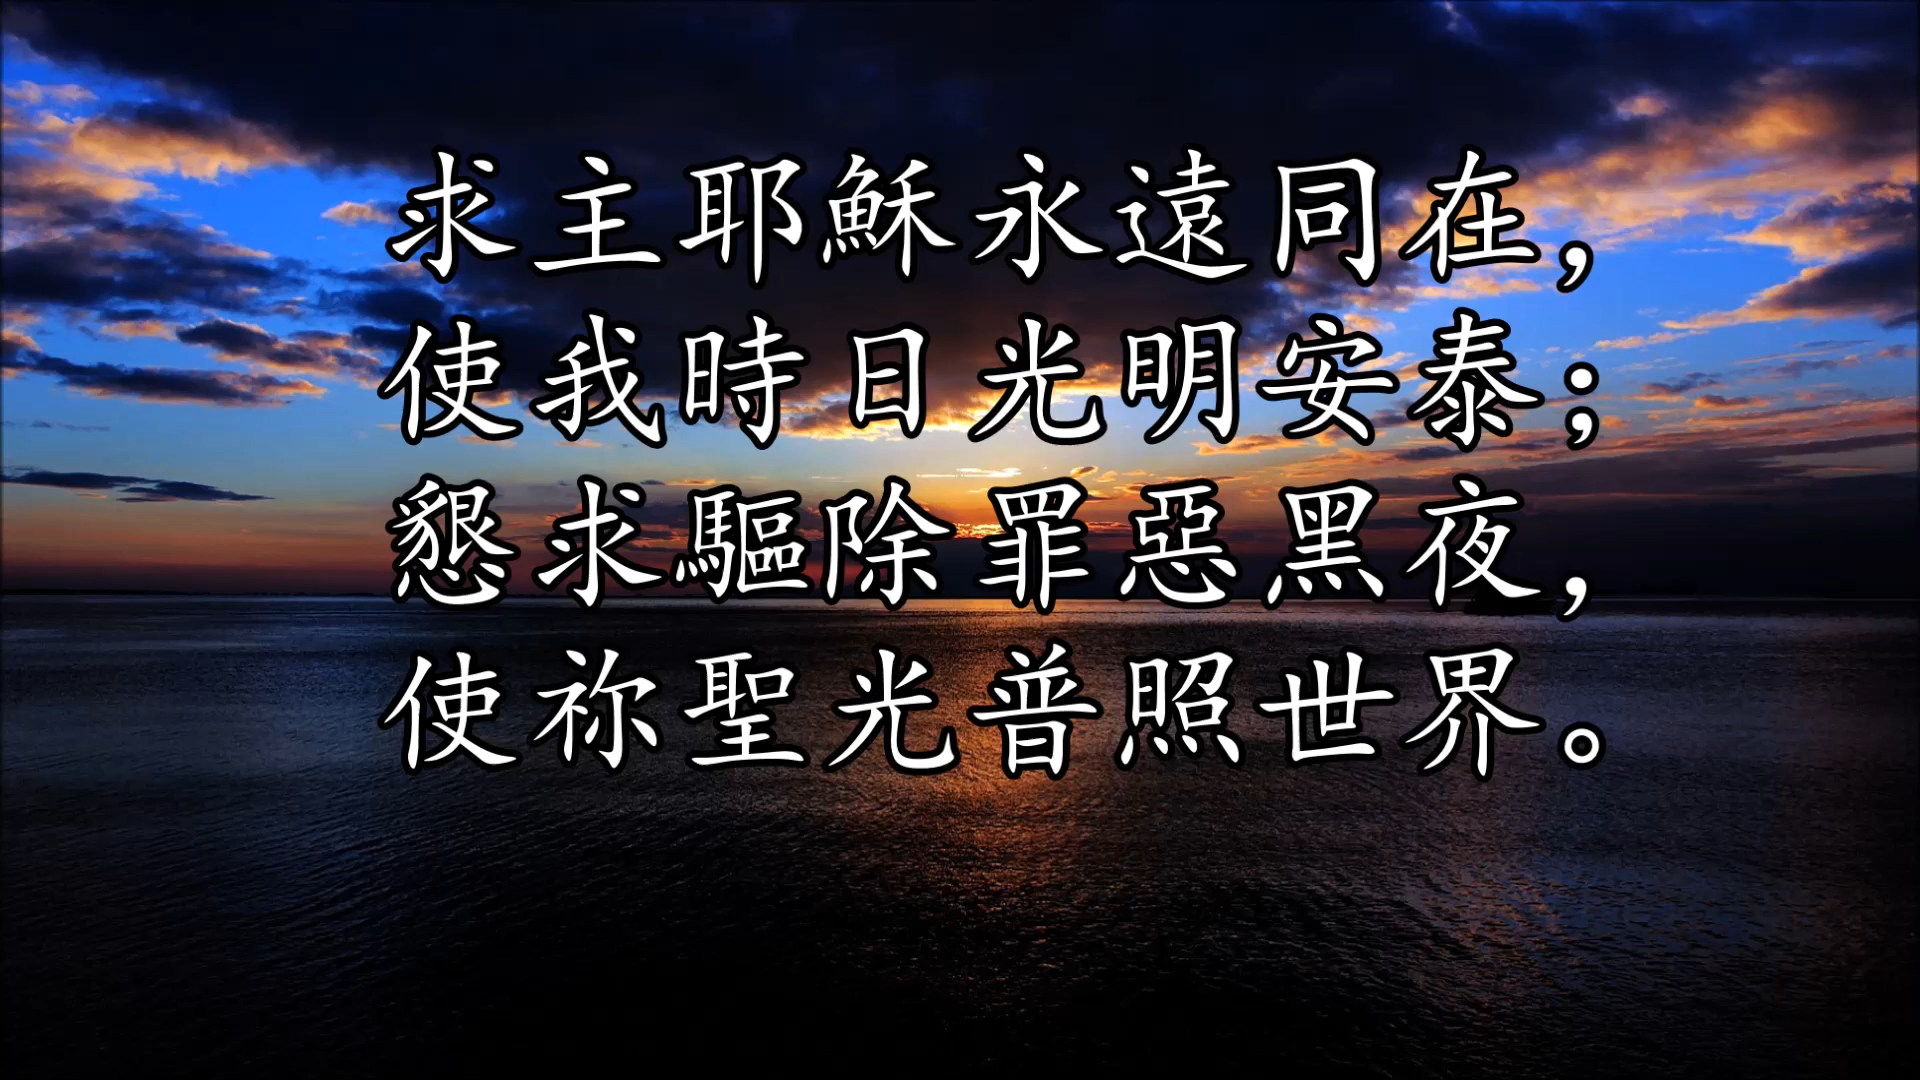 求主耶穌永遠同在，
使我時日光明安泰；
懇求驅除罪惡黑夜，
使祢聖光普照世界。